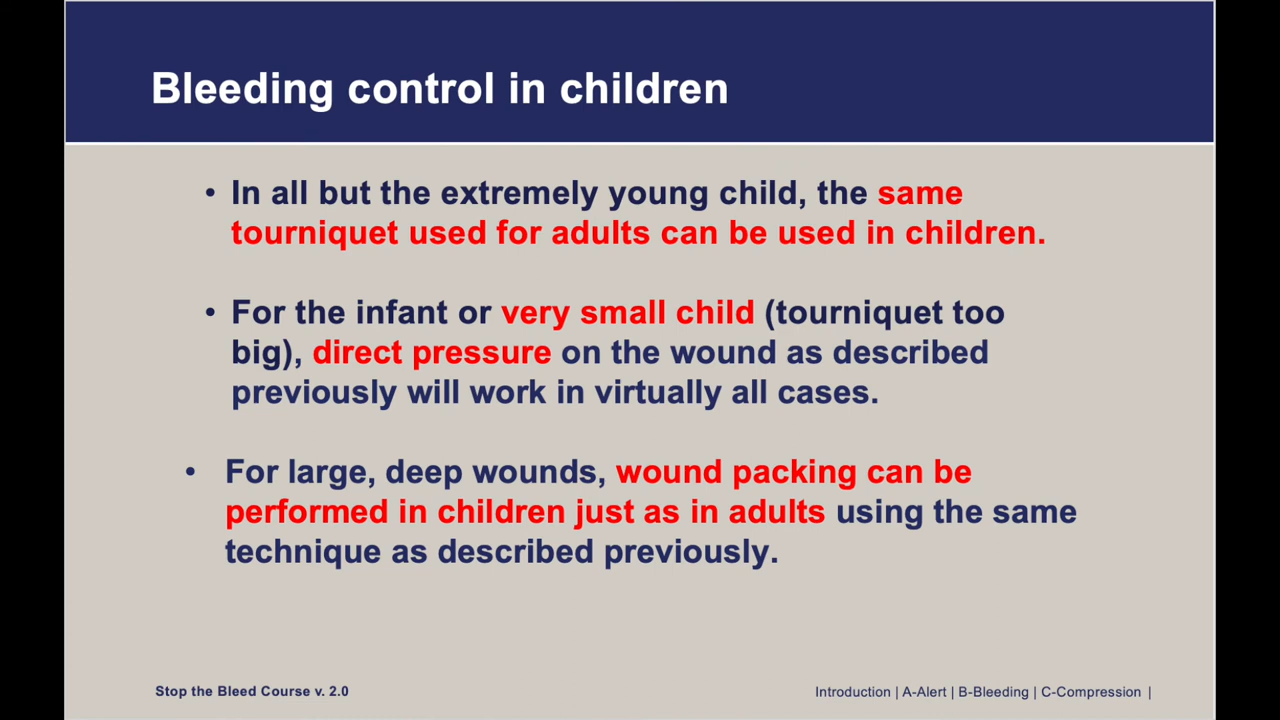 Bleeding control in children
• In all but the extremely young child, the same
tourniquet used for adults can be used in children.
• For the infant or very small child (tourniquet too
big), direct pressure on the wound as described
previously will work in virtually all cases.
• For large, deep wounds, wound packing can be
performed in children just as in adults using the same
technique as described previously.
Stop the Bleed Course v. 2.0
Introduction | A-Alert | B-Bleeding | C-Compression |